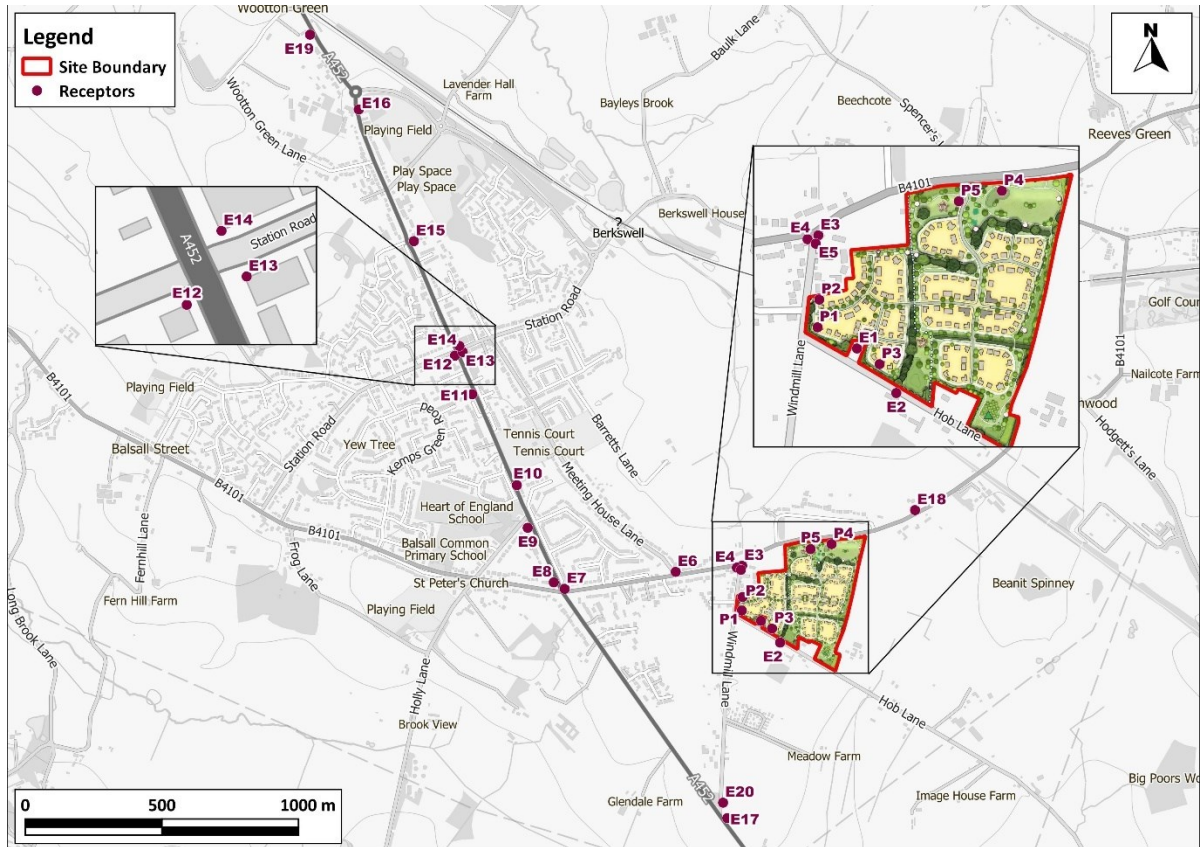 Wootton Green
Legend
Site Boundary
Receptors
E19
A452
E16
Wootton Green Lane
Playing Field
Lavender Hall
Farm
Play Space
Play Space
Bayleys Brook
Baulk Lane
Beechcote
Reeves Green
N
Berkswell House
?
Berkswell
E15
Station Road
E14
E12
E13
E11
A452
E14
Station Road
E13
E12
B4101
P5
P4
E4
E3
E5
P2
P1
E1
P3
E2
Windmill Lane
Hob Lane
Golf Cour
B4101
Nailcote Farm
Hodgett's Lane
Playing Field
B4101
Balsall Street
Station Road
Yew Tree
Kemps Green Road
Tennis Court
Tennis Court
Barretts Lane
Meeting House Lane
E10
Heart of England
School
E9
B4101
Balsall Common
Primary School
St Peter's Church
E8
E7
E6
E4
E3
P5
P4
E18
P2
P1
P3
E2
Windmill Lane
Beanit Spinney
Fernhill Lane
Frog Lane
Fern Hill Farm
Long Brook Lane
Playing Field
Holly Lane
Brook View
Hob Lane
Meadow Farm
Glendale Farm
A452
E20
E17
Image House Farm
Big Poors Wo
0
500
1000 m